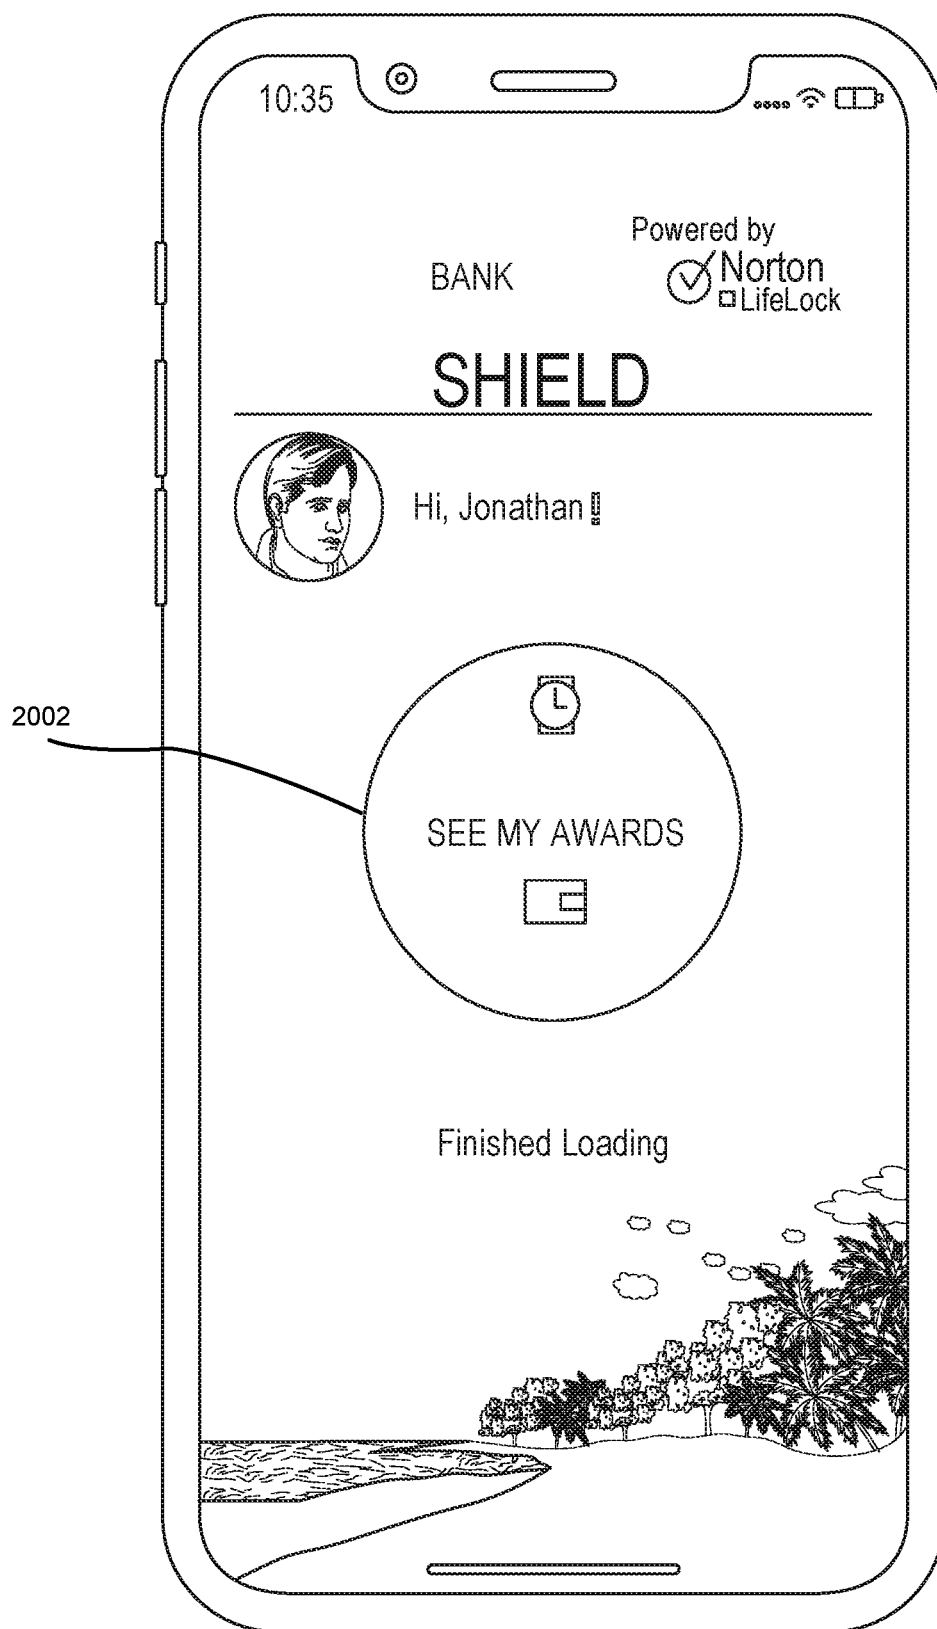 10:35
Powered by
BANK
Norton
LifeLock
SHIELD
Hi, Jonathan!
2002
SEE MY AWARDS
Finished Loading